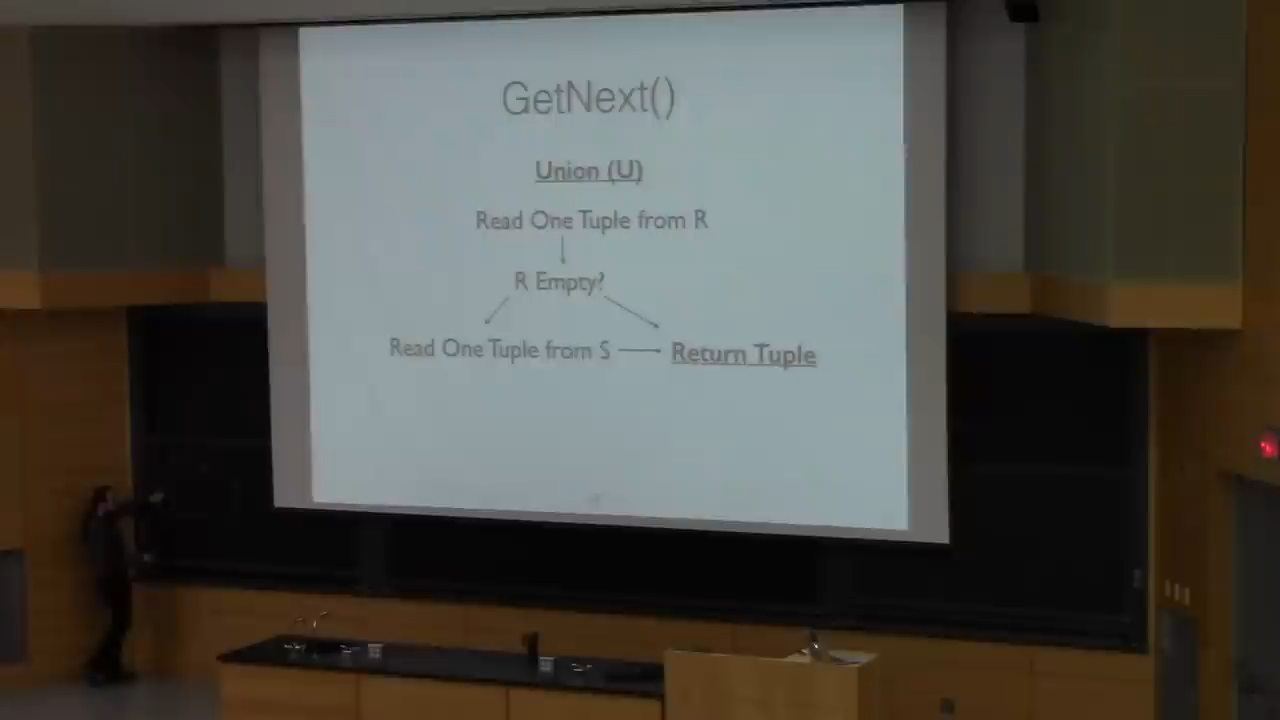 GetNext()
Union (U)
Read One Tuple from R
R Empty?
Read One Tuple from S
Return Tuple